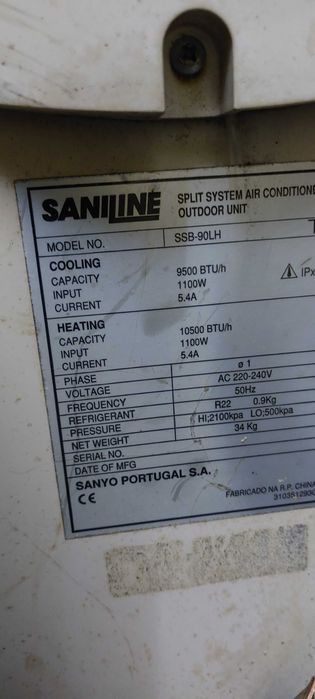 SANILINE
SPLIT SYSTEM AIR CONDITIONE
OUTDOOR UNIT
MODEL NO. SSB-90LH
COOLING
CAPACITY 9500 BTU/h
INPUT 1100W
CURRENT 5.4A
IPx
HEATING
CAPACITY 10500 BTU/h
INPUT 1100W
CURRENT 5.4A
PHASE ø 1
VOLTAGE AC 220-240V
FREQUENCY 50Hz
REFRIGERANT R22 0.9Kg
PRESSURE HI;2100kpa LO;500kpa
NET WEIGHT 34 Kg
SERIAL NO.
DATE OF MFG
SANYO PORTUGAL S.A.
CE
FABRICADO NA R.P. CHINA